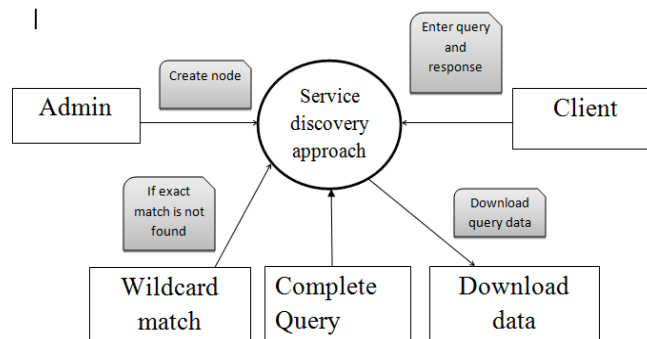 Enter query
and
response
Create node
Admin
Service
discovery
approach
Client
If exact
match is not
found
Download
query data
Wildcard
match
Complete
Query
Download
data